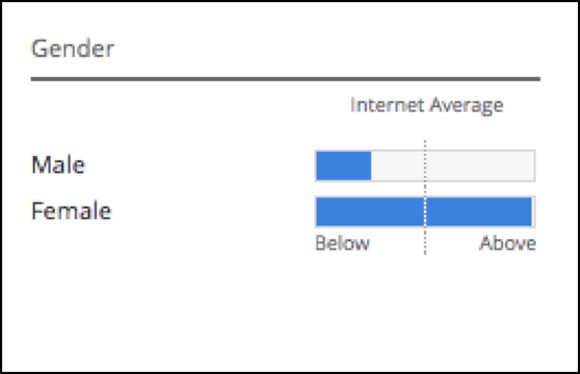 Gender
Internet Average
Male
Female
Below Above